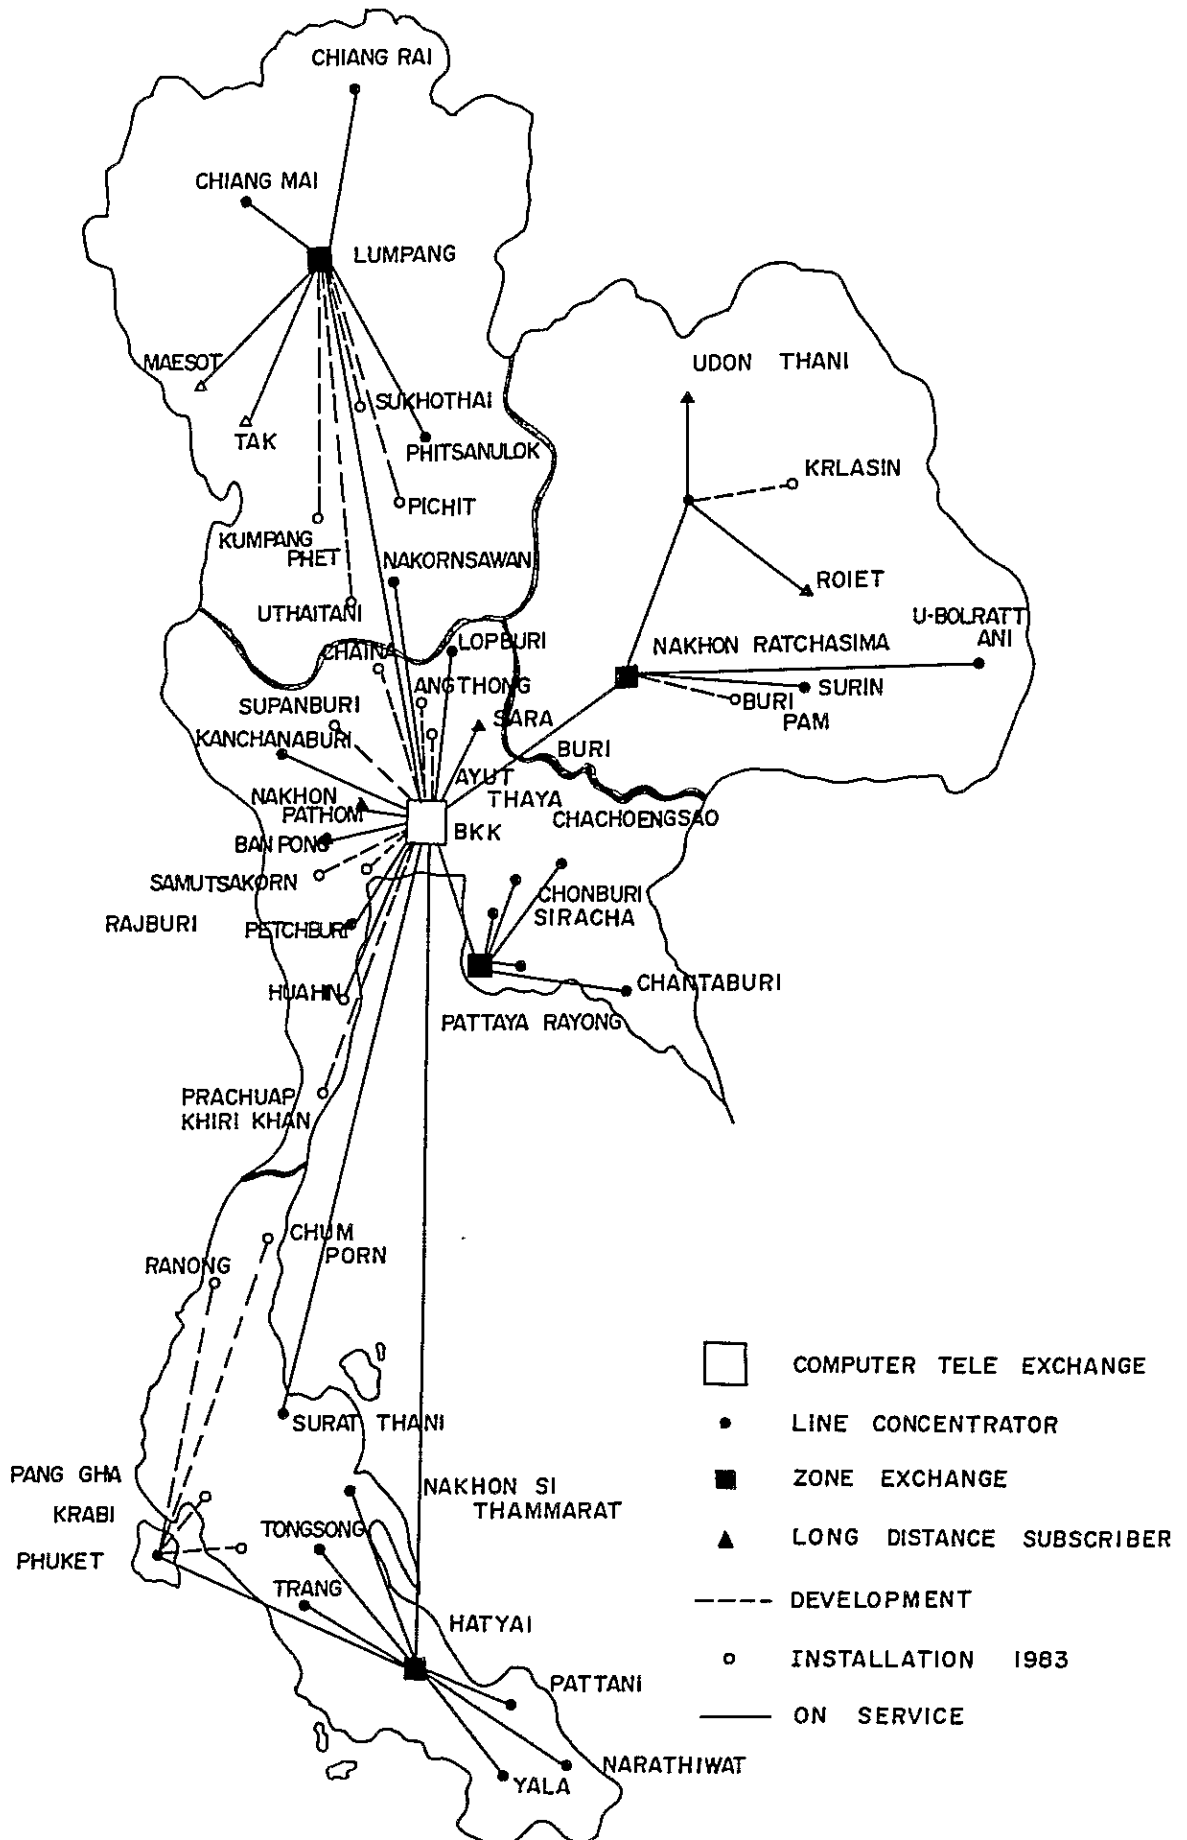 CHIANG RAI
CHIANG MAI
LUMPANG
MAESOT
UDON THANI
SUKHOTHAI
TAK
PHITSANULOK
KRLASIN
PICHIT
KUMPANG
PHET
NAKORNSAWAN
ROIET
UTHAITANI
U-BOLRATT
ANI
CHAINA
LOPBURI
NAKHON RATCHASIMA
ANGTHONG
SURIN
SUPANBURI
BURI
PAM
SARA
KANCHANABURI
BURI
AYUT
THAYA
NAKHON
PATHOM
CHACHOENGSAO
BKK
BAN PONG
SAMUTSAKORN
CHONBURI
SIRACHA
RAJBURI
PETCHBURI
HUAHIN
CHANTABURI
PATTAYA RAYONG
PRACHUAP
KHIRI KHAN
CHUM
PORN
RANONG
SURAT THANI
PANG GHA
KRABI
PHUKET
NAKHON SI
THAMMARAT
TONGSONG
TRANG
HATYAI
PATTANI
NARATHIWAT
YALA
COMPUTER TELE EXCHANGE
LINE CONCENTRATOR
ZONE EXCHANGE
LONG DISTANCE SUBSCRIBER
DEVELOPMENT
INSTALLATION 1983
ON SERVICE